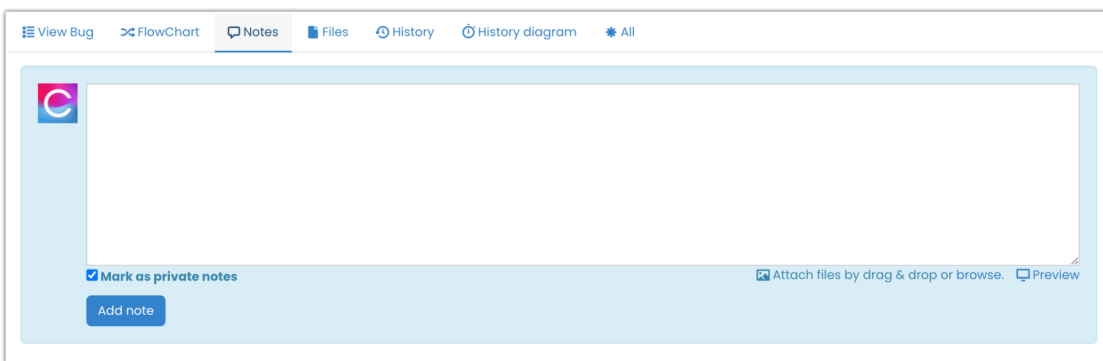 View Bug FlowChart Notes Files History History diagram All
Mark as private notes Attach files by drag & drop or browse. Preview
Add note